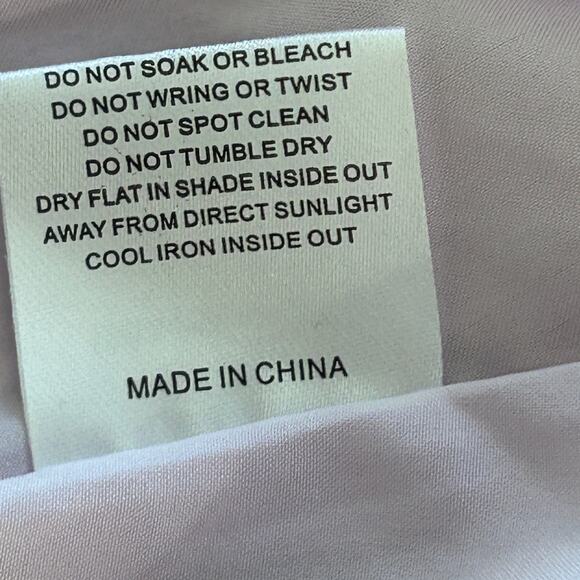 DO NOT SOAK OR BLEACH
DO NOT WRING OR TWIST
DO NOT SPOT CLEAN
DO NOT TUMBLE DRY
DRY FLAT IN SHADE INSIDE OUT
AWAY FROM DIRECT SUNLIGHT
COOL IRON INSIDE OUT
MADE IN CHINA